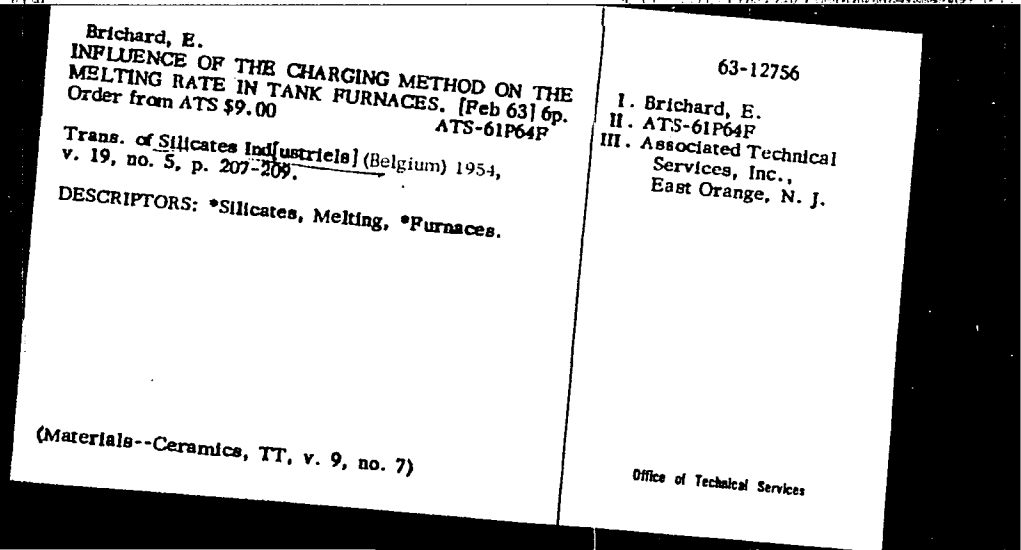 Brichard, E.
INFLUENCE OF THE CHARGING METHOD ON THE
MELTING RATE IN TANK FURNACES. [Feb 63] 6p.
Order from ATS $9.00 ATS-61P64F
Trans. of Silicates Ind[ustriels] (Belgium) 1954,
v. 19, no. 5, p. 207-209.
DESCRIPTORS: *Silicates, Melting, *Furnaces.
(Materials--Ceramics, TT, v. 9, no. 7)
63-12756
I. Brichard, E.
II. ATS-61P64F
III. Associated Technical
Services, Inc.,
East Orange, N. J.
Office of Technical Services